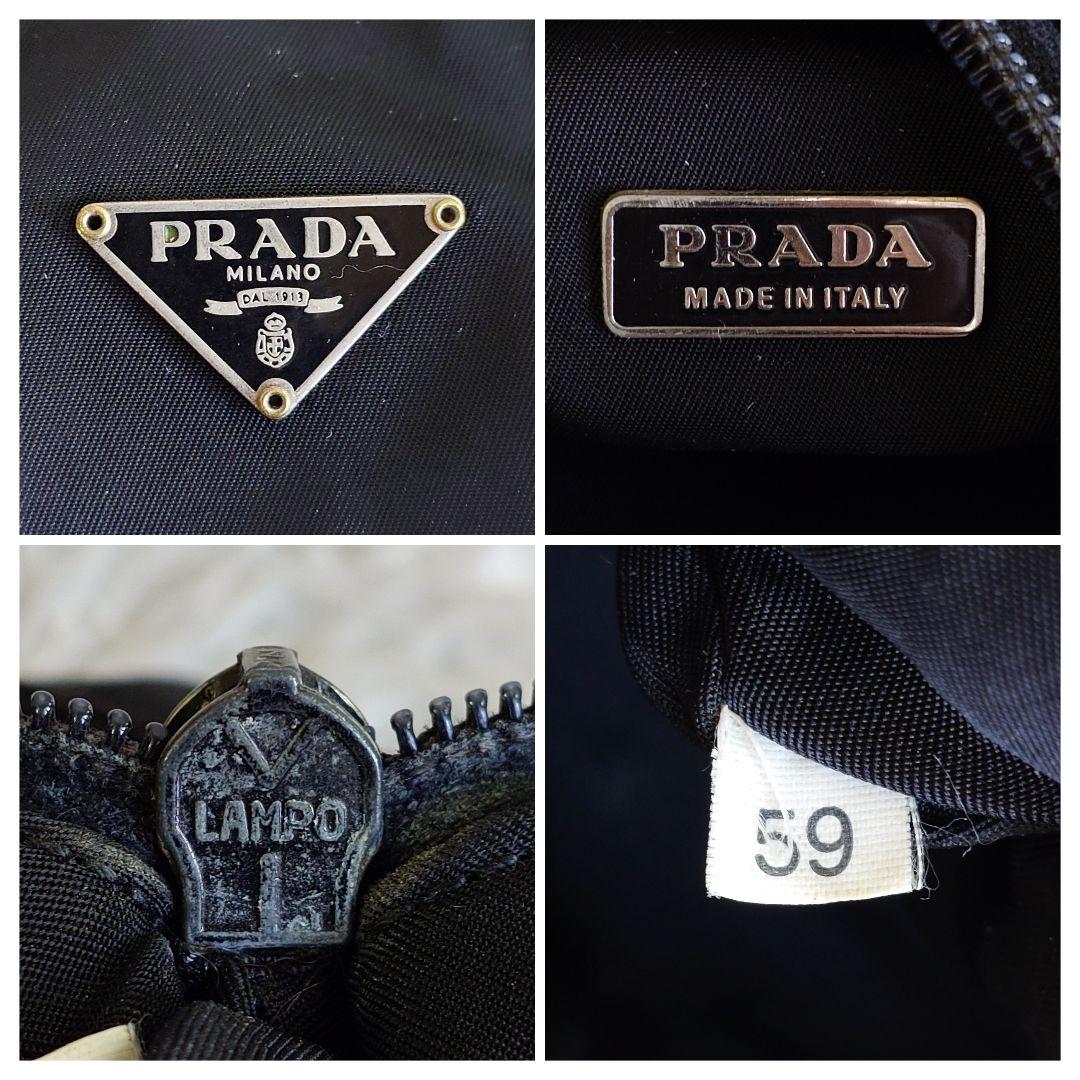 PRADA
MILANO
DAL 1913
PRADA
MADE IN ITALY
LAMPO
59